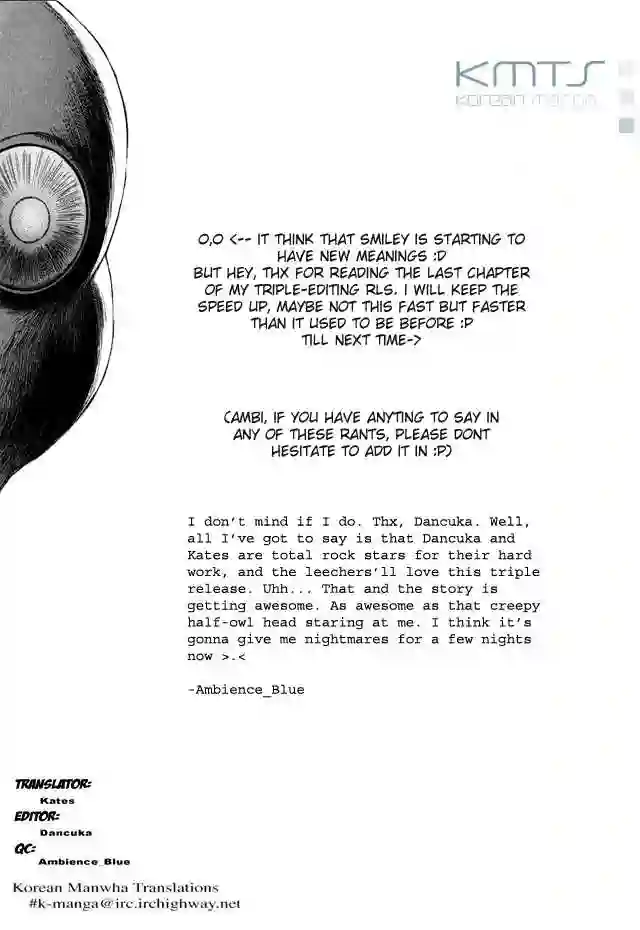 KMTS
Korean manga
O,O <-- IT THINK THAT SMILEY IS STARTING TO
HAVE NEW MEANINGS :D
BUT HEY, THX FOR READING THE LAST CHAPTER
OF MY TRIPLE-EDITING RLS. I WILL KEEP THE
SPEED UP, MAYBE NOT THIS FAST BUT FASTER
THAN IT USED TO BE BEFORE :P
TILL NEXT TIME->
(AMBI, IF YOU HAVE ANYTING TO SAY IN
ANY OF THESE RANTS, PLEASE DONT
HESITATE TO ADD IT IN :P)
I don't mind if I do. Thx, Dancuka. Well,
all I've got to say is that Dancuka and
Kates are total rock stars for their hard
work, and the leechers'll love this triple
release. Uhh... That and the story is
getting awesome. As awesome as that creepy
half-owl head staring at me. I think it's
gonna give me nightmares for a few nights
now >.<
-Ambience_Blue
TRANSLATOR:
Kates
EDITOR:
Dancuka
QC:
Ambience_Blue
Korean Manwha Translations
#k-manga@irc.irchighway.net